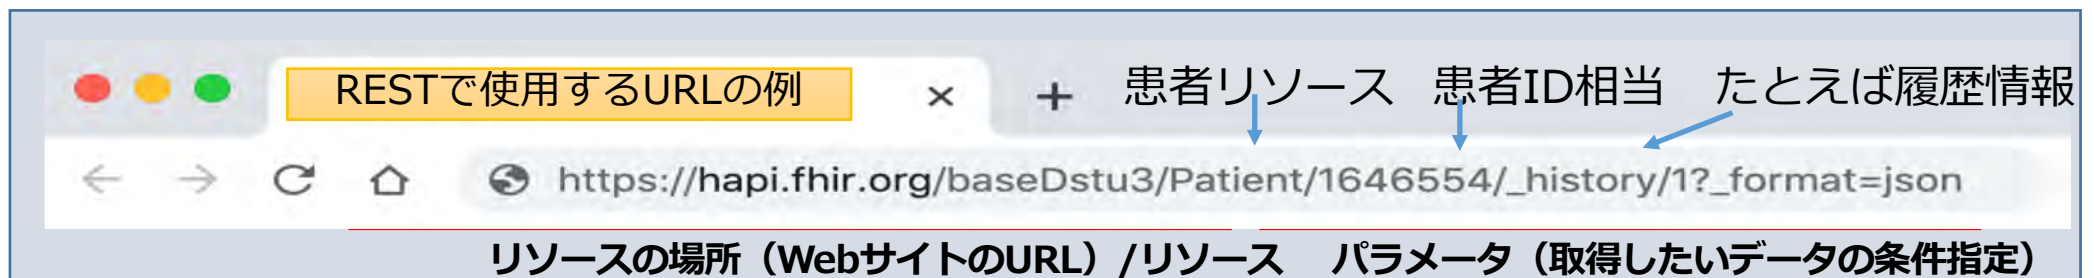 RESTで使用するURLの例 × + 患者リソース 患者ID相当 たとえば履歴情報
https://hapi.fhir.org/baseDstu3/Patient/1646554/_history/1?_format=json
リソースの場所（WebサイトのURL）/リソース パラメータ（取得したいデータの条件指定）